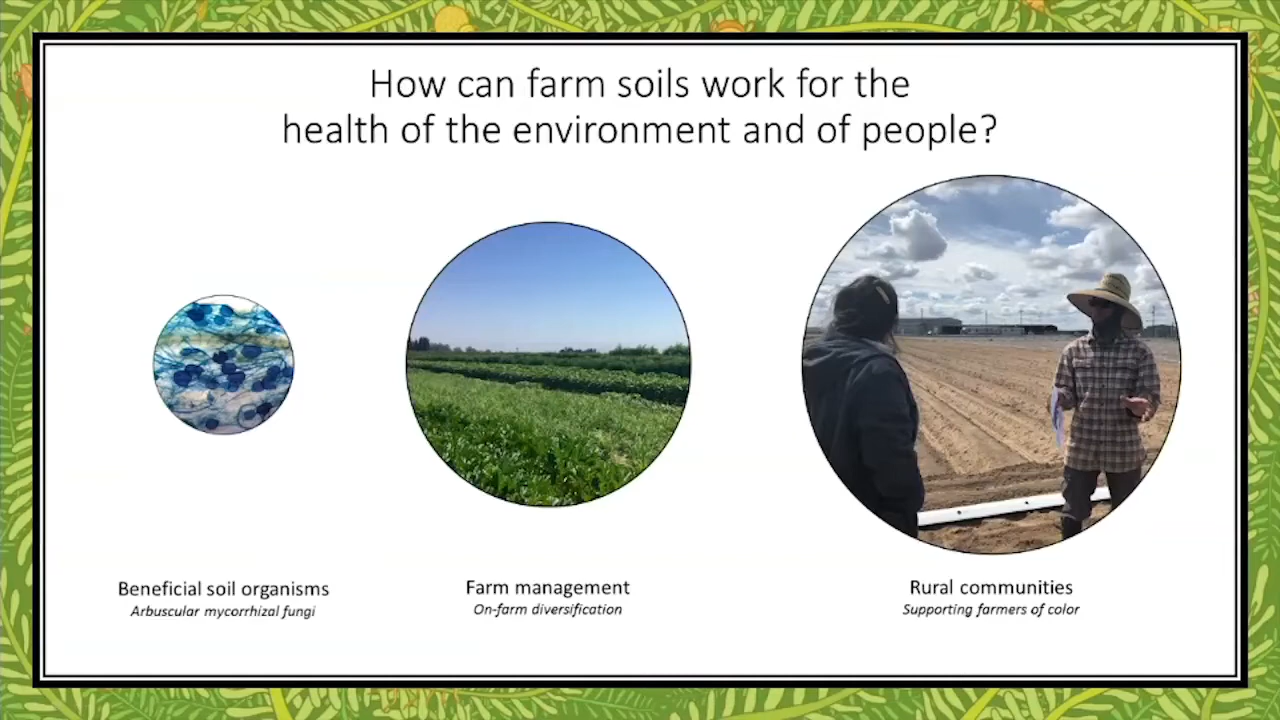 How can farm soils work for the
health of the environment and of people?
Beneficial soil organisms
Arbuscular mycorrhizal fungi
Farm management
On-farm diversification
Rural communities
Supporting farmers of color